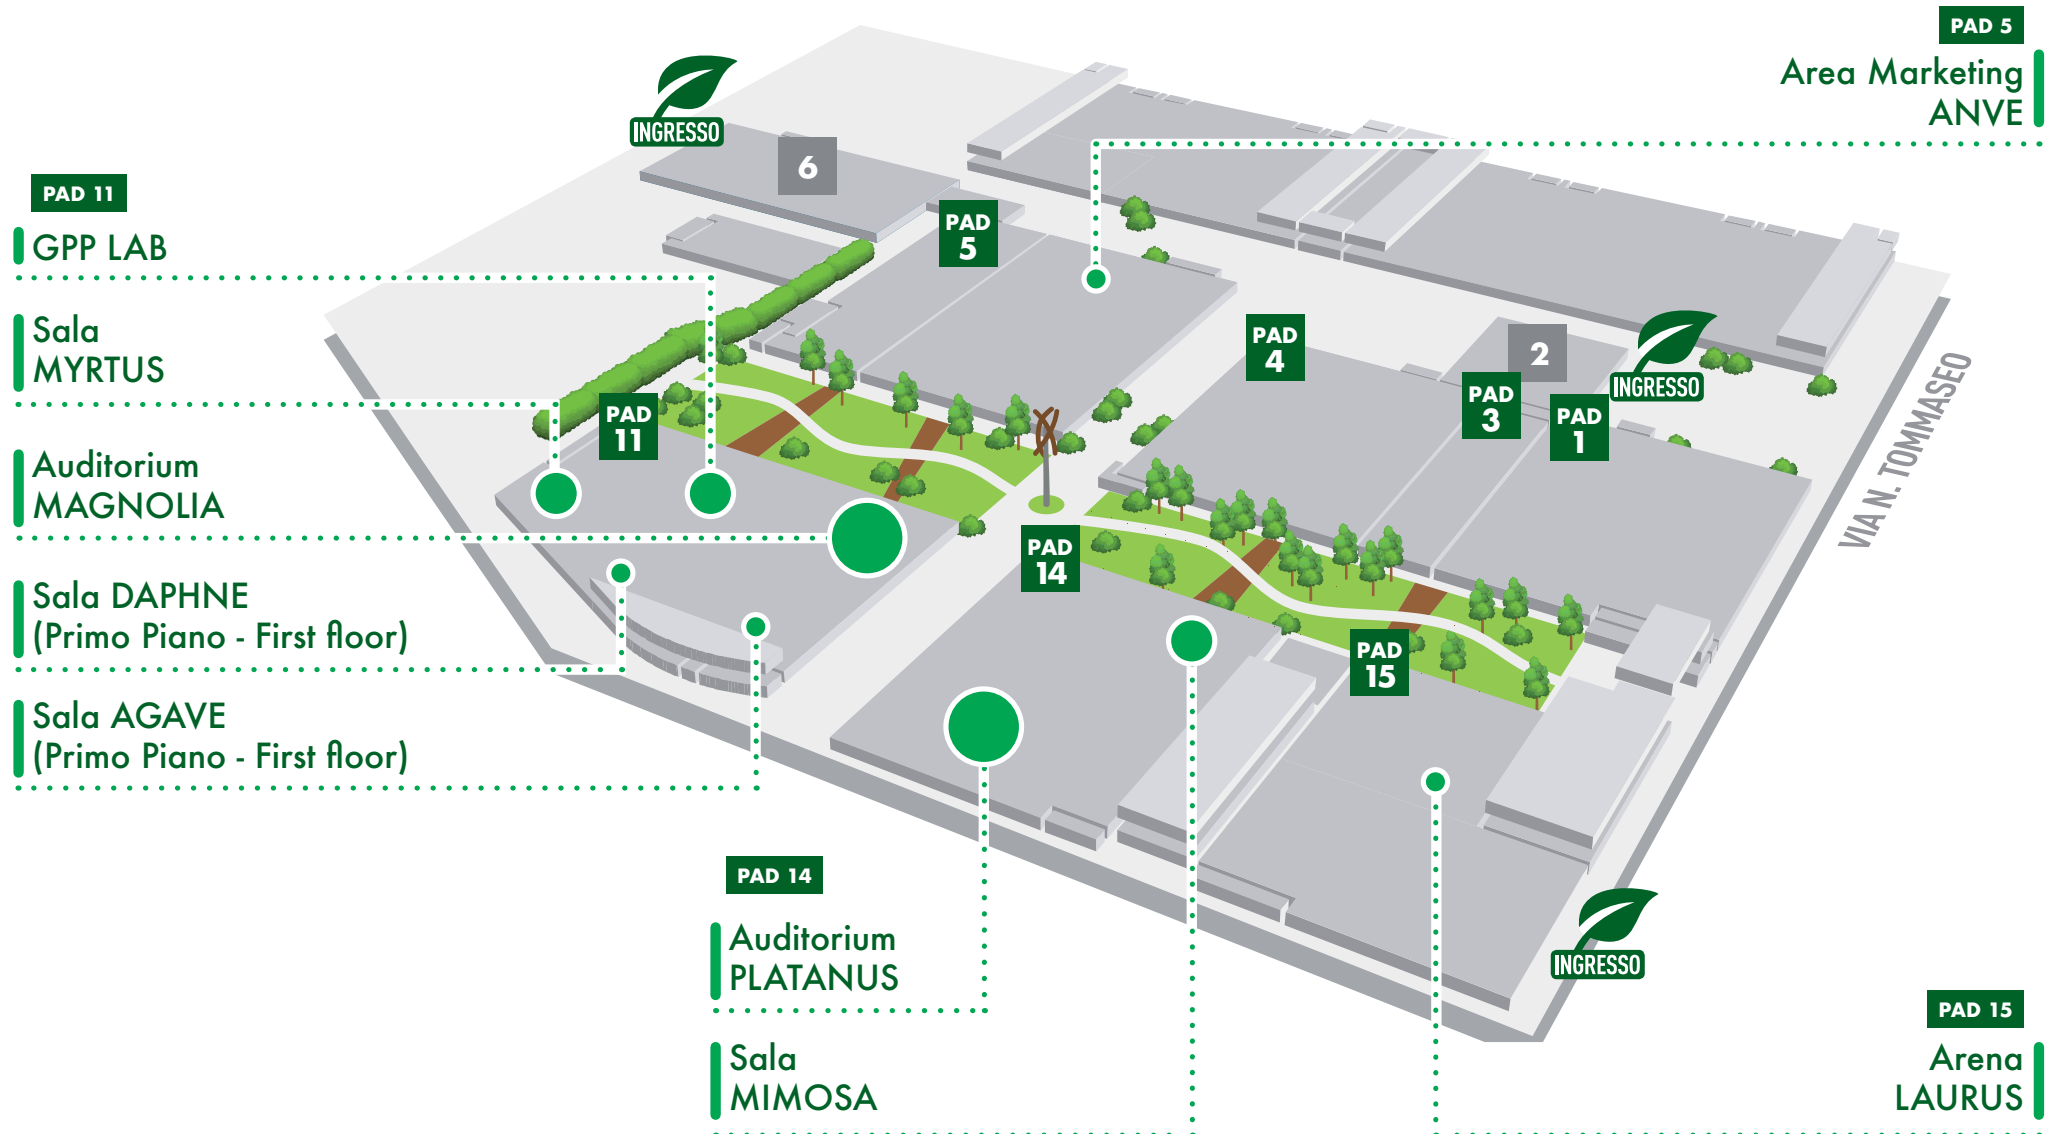 PAD 5
Area Marketing
ANVE
INGRESSO
6
PAD 11
GPP LAB
Sala
MYRTUS
Auditorium
MAGNOLIA
Sala DAPHNE
(Primo Piano - First floor)
Sala AGAVE
(Primo Piano - First floor)
PAD
5
PAD
4
2
INGRESSO
PAD
3
PAD
1
PAD
11
VIA N. TOMMASEO
PAD
14
PAD
15
PAD 14
Auditorium
PLATANUS
Sala
MIMOSA
INGRESSO
PAD 15
Arena
LAURUS